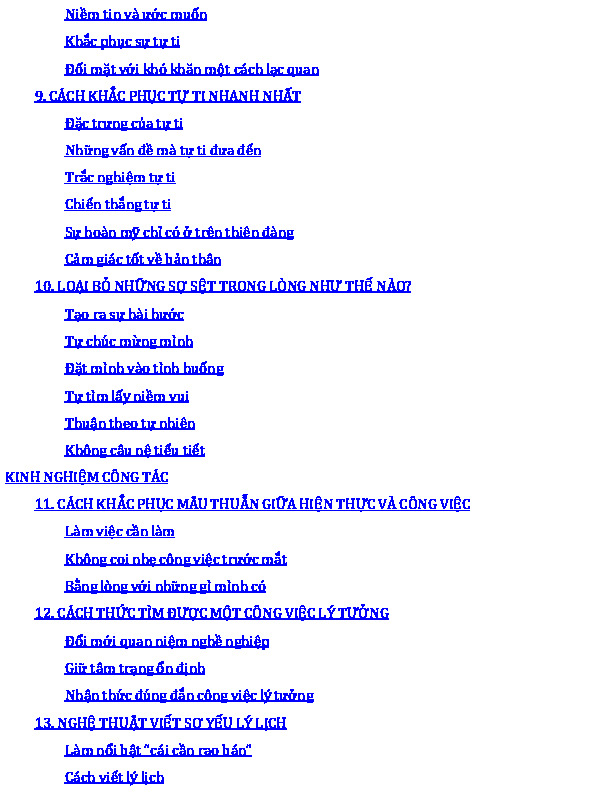 Niềm tin và ước muốn
Khắc phục sự tự ti
Đối mặt với khó khăn một cách lạc quan
9. CÁCH KHẮC PHỤC TỰ TI NHANH NHẤT
Đặc trưng của tự ti
Những vấn đề mà tự ti đưa đến
Trắc nghiệm tự ti
Chiến thắng tự ti
Sự hoàn mỹ chỉ có ở trên thiên đàng
Cảm giác tốt về bản thân
10. LOẠI BỎ NHỮNG SỢ SỆT TRONG LÒNG NHƯ THẾ NÀO?
Tạo ra sự hài hước
Tự chúc mừng mình
Đặt mình vào tình huống
Tự tìm lấy niềm vui
Thuận theo tự nhiên
Không câu nệ tiểu tiết
KINH NGHIỆM CÔNG TÁC
11. CÁCH KHẮC PHỤC MÂU THUẪN GIỮA HIỆN THỰC VÀ CÔNG VIỆC
Làm việc cần làm
Không coi nhẹ công việc trước mắt
Bằng lòng với những gì mình có
12. CÁCH THỨC TÌM ĐƯỢC MỘT CÔNG VIỆC LÝ TƯỞNG
Đổi mới quan niệm nghề nghiệp
Giữ tâm trạng ổn định
Nhận thức đúng đắn công việc lý tưởng
13. NGHỆ THUẬT VIẾT SƠ YẾU LÝ LỊCH
Làm nổi bật “cái cần rao bán”
Cách viết lý lịch